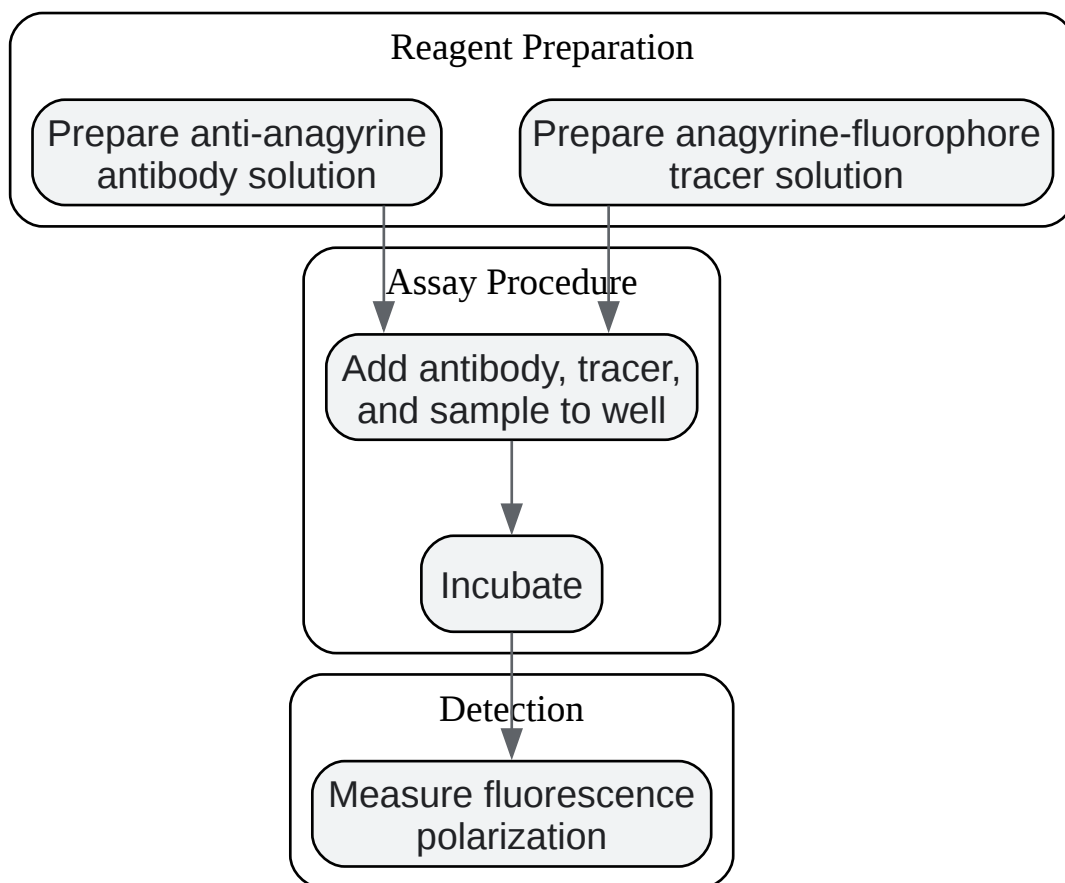 Reagent Preparation
Prepare anti-anagyrine
antibody solution
Prepare anagyrine-fluorophore
tracer solution
Assay Procedure
Add antibody, tracer,
and sample to well
Incubate
Detection
Measure fluorescence
polarization